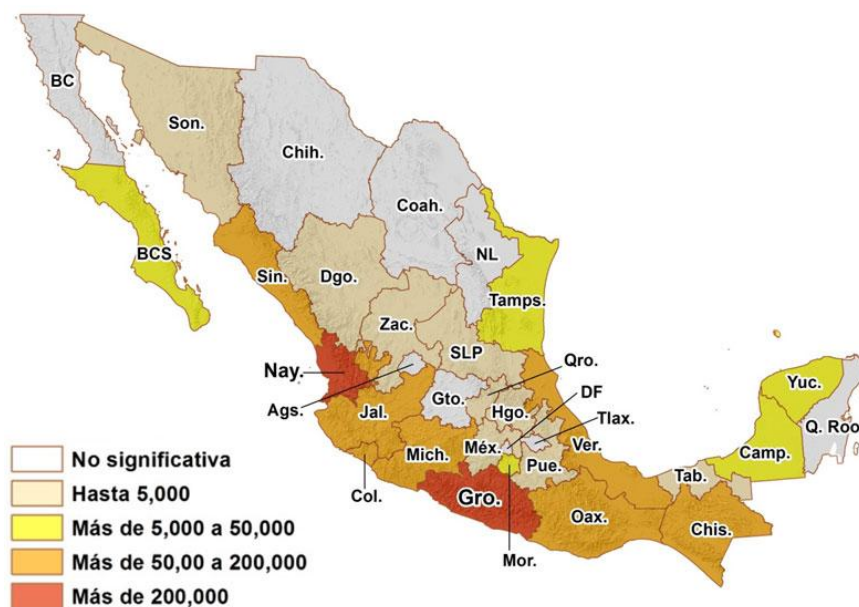 BC
Son.
Chih.
Coah.
BCS
NL
Sin.
Dgo.
Tamps.
Zac.
SLP
Qro.
Nay.
DF
Yuc.
Ags.
Gto.
Hgo.
Tlax.
Q. Roo
Jal.
Mich.
Méx.
Ver.
Camp.
Pue.
Tab.
Col.
Gro.
Oax.
Chis.
Mor.
No significativa
Hasta 5,000
Más de 5,000 a 50,000
Más de 50,00 a 200,000
Más de 200,000